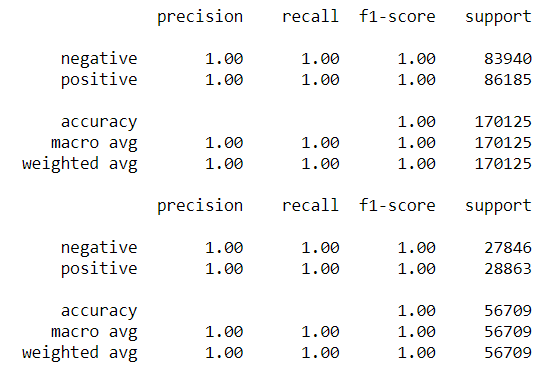 precision recall f1-score support
negative 1.00 1.00 1.00 83940
positive 1.00 1.00 1.00 86185
accuracy 1.00 170125
macro avg 1.00 1.00 1.00 170125
weighted avg 1.00 1.00 1.00 170125
precision recall f1-score support
negative 1.00 1.00 1.00 27846
positive 1.00 1.00 1.00 28863
accuracy 1.00 56709
macro avg 1.00 1.00 1.00 56709
weighted avg 1.00 1.00 1.00 56709